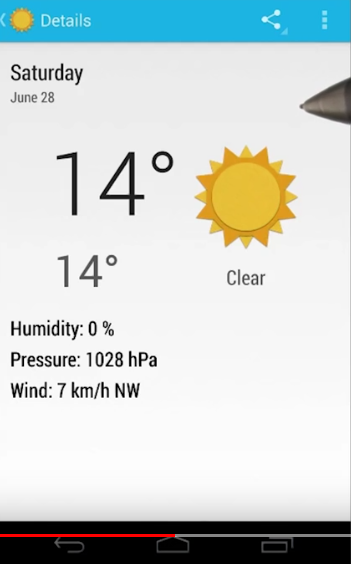 Details
Saturday
June 28
14°
14°
Clear
Humidity: 0 %
Pressure: 1028 hPa
Wind: 7 km/h NW